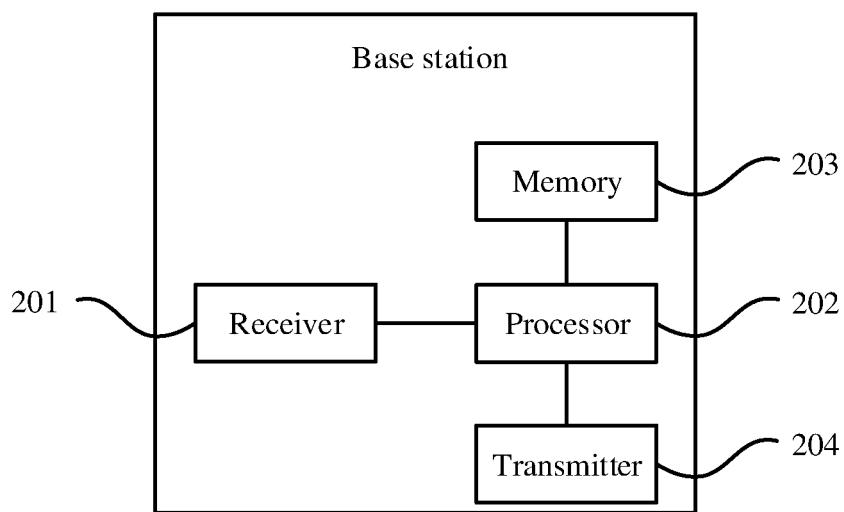 Base station
Memory
203
201
Receiver
Processor
202
Transmitter
204